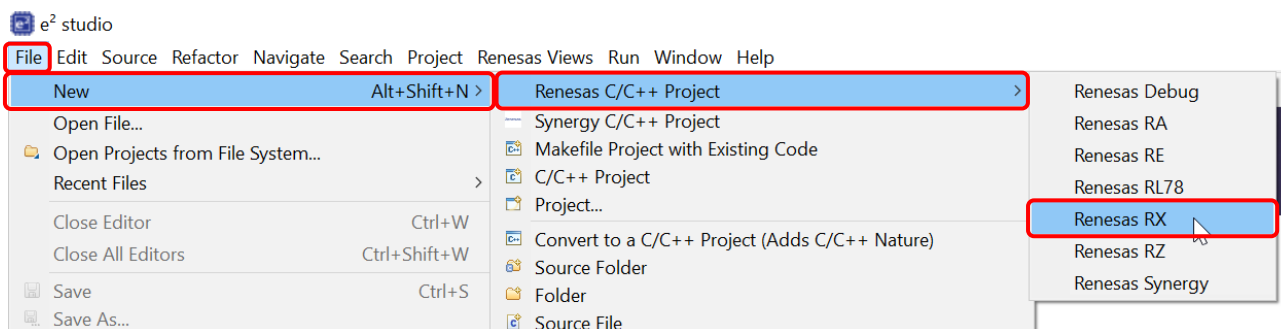 e² studio
File Edit Source Refactor Navigate Search Project Renesas Views Run Window Help
New Alt+Shift+N >
Open File...
Open Projects from File System...
Recent Files >
Close Editor Ctrl+W
Close All Editors Ctrl+Shift+W
Save Ctrl+S
Save As...
Renesas C/C++ Project >
Synergy C/C++ Project
Makefile Project with Existing Code
C/C++ Project
Project...
Convert to a C/C++ Project (Adds C/C++ Nature)
Source Folder
Folder
Source File
Renesas Debug
Renesas RA
Renesas RE
Renesas RL78
Renesas RX
Renesas RZ
Renesas Synergy